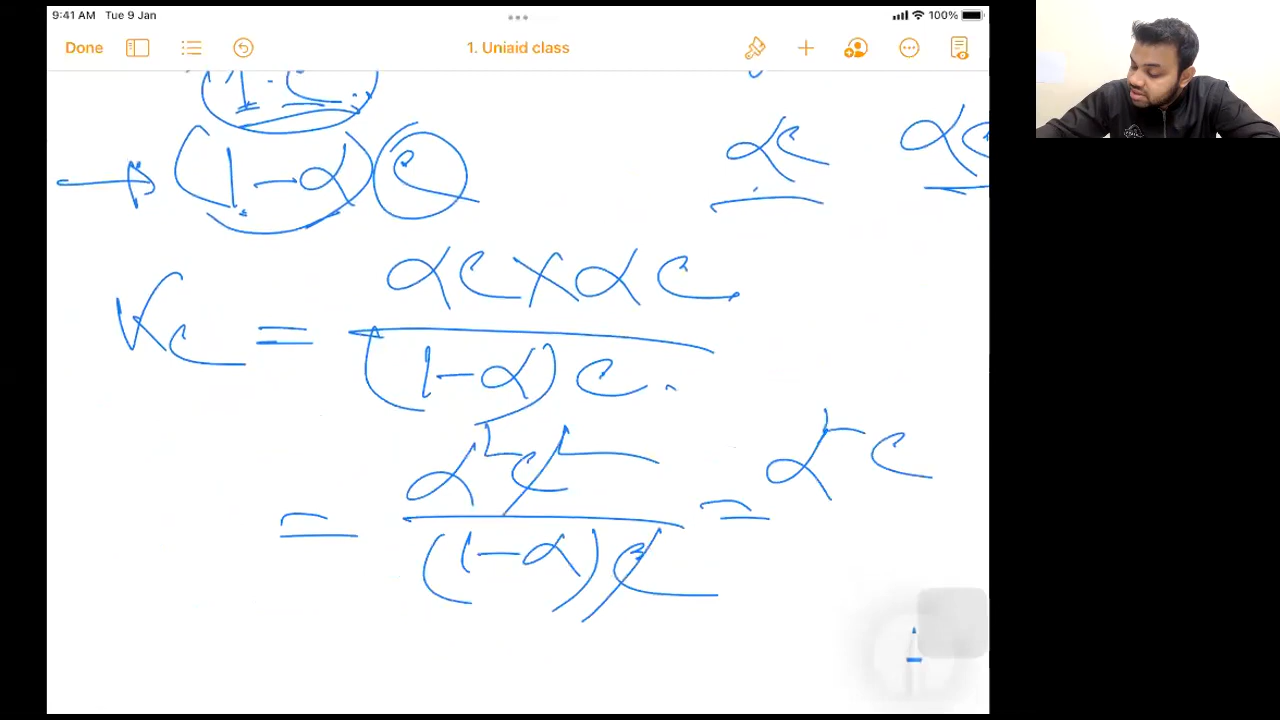 9:41 AM Tue 9 Jan
100%
Done
1. Uniaid class
→ (1-α) c
αc αc
Kc = αc × αc / (1-α)c
= α²c² / (1-α)c = α²c